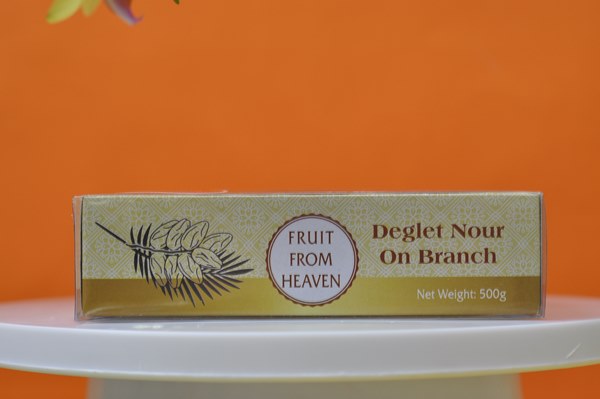 FRUIT
FROM
HEAVEN
Deglet Nour
On Branch
Net Weight: 500g